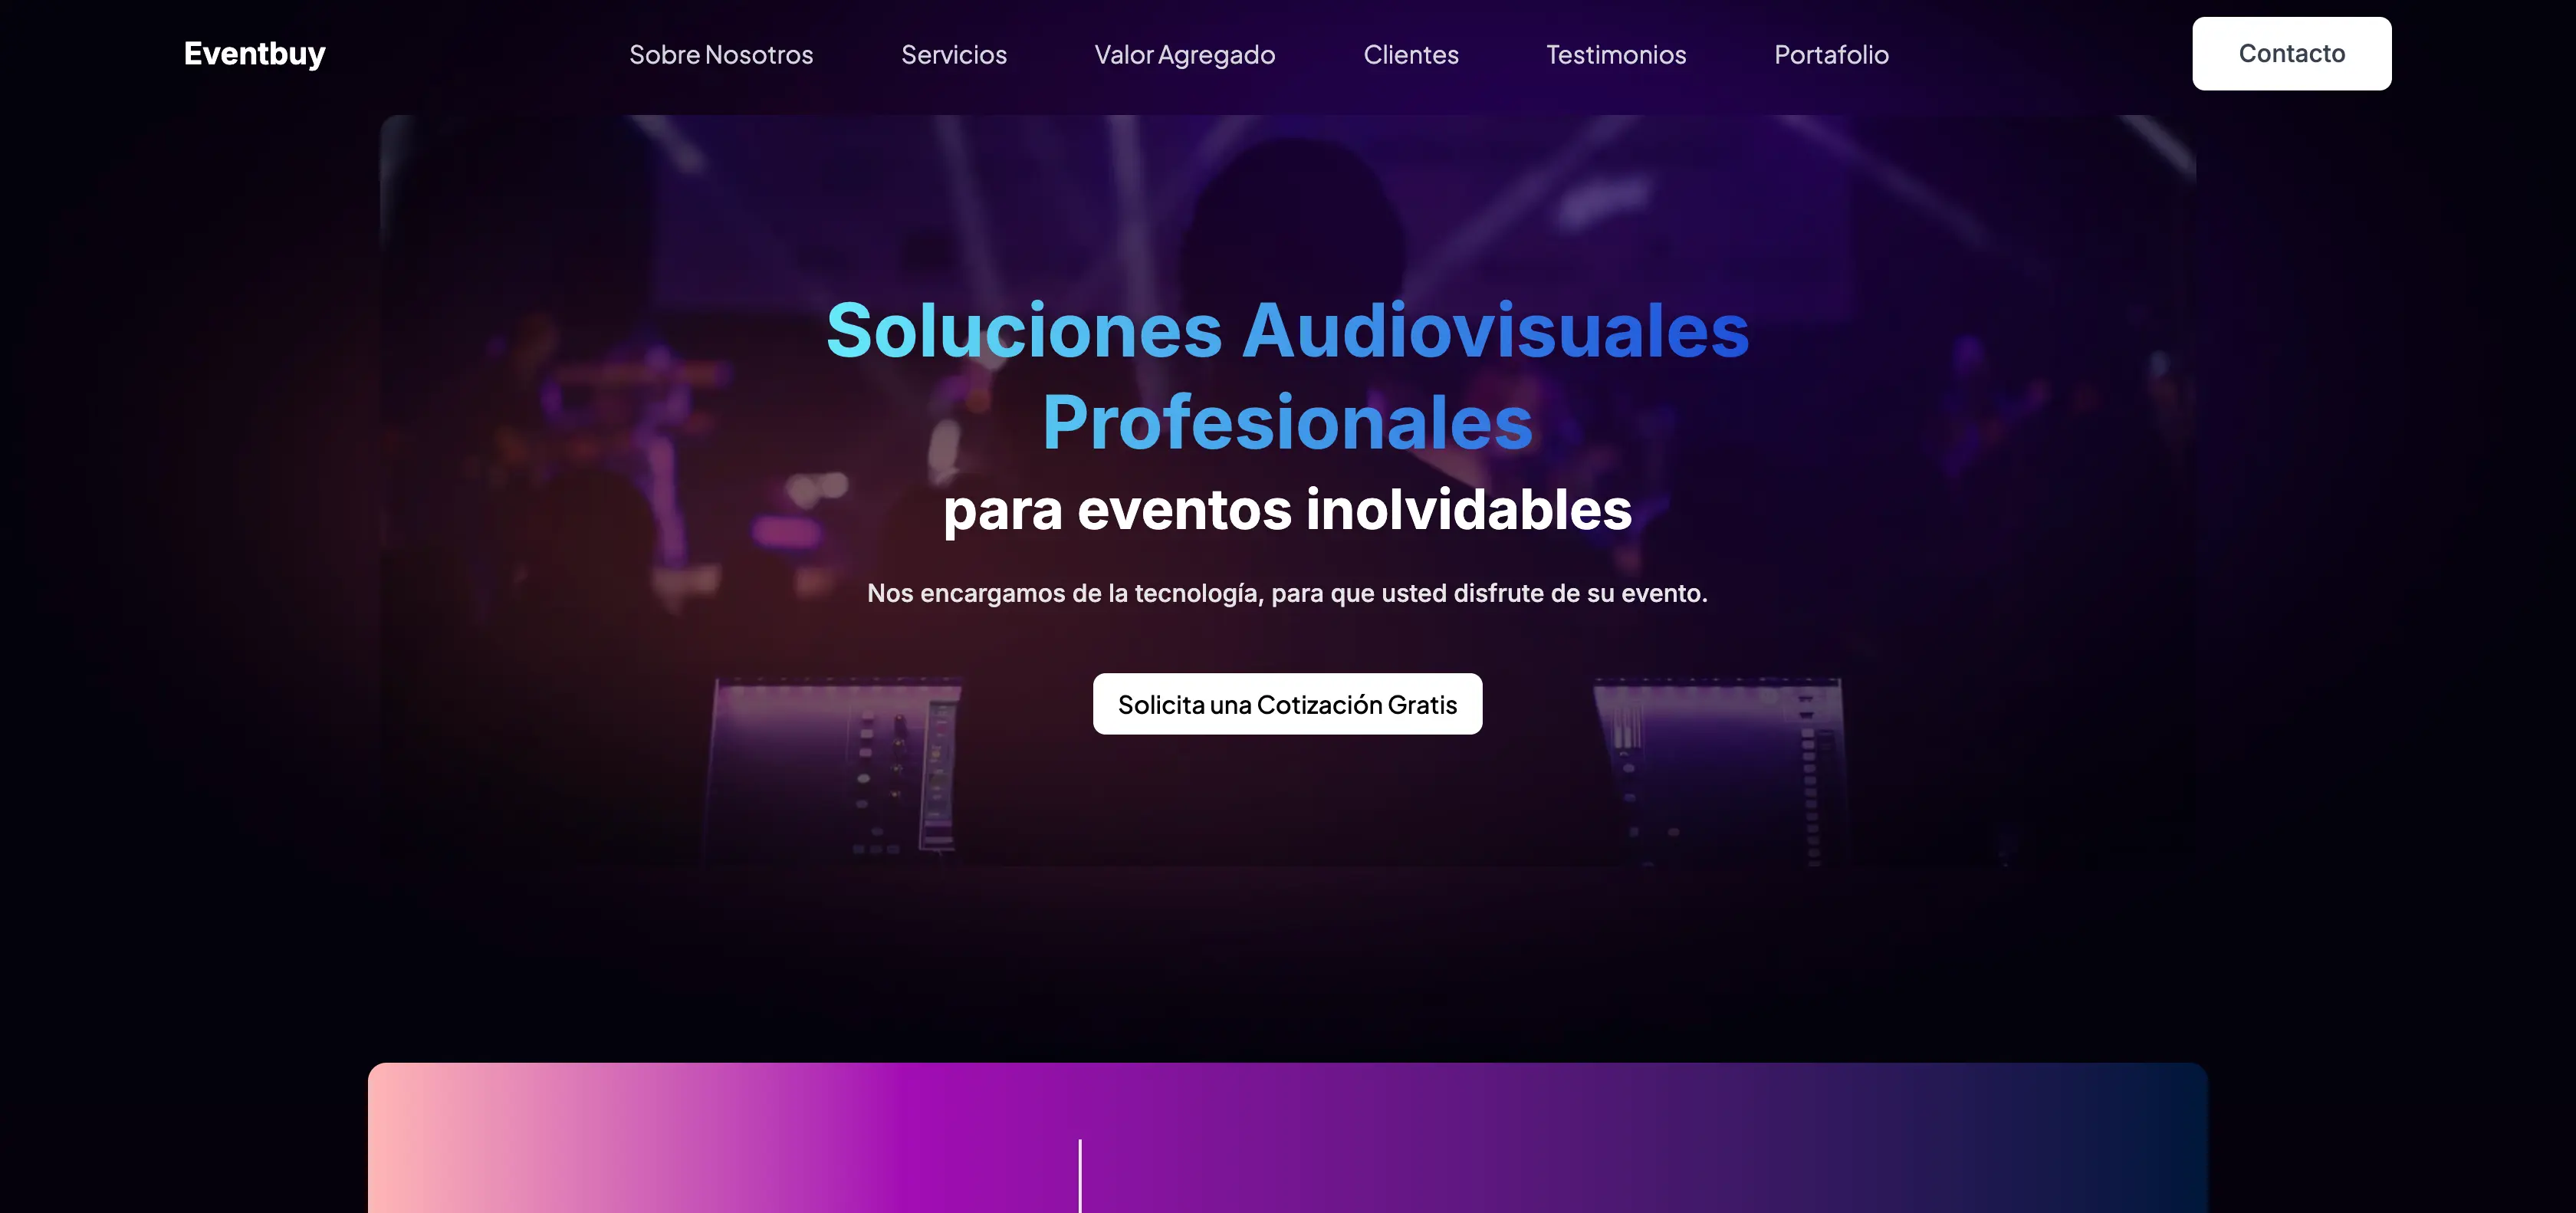 Eventbuy
Sobre Nosotros
Servicios
Valor Agregado
Clientes
Testimonios
Portafolio
Contacto
Soluciones Audiovisuales
Profesionales
para eventos inolvidables
Nos encargamos de la tecnología, para que usted disfrute de su evento.
Solicita una Cotización Gratis